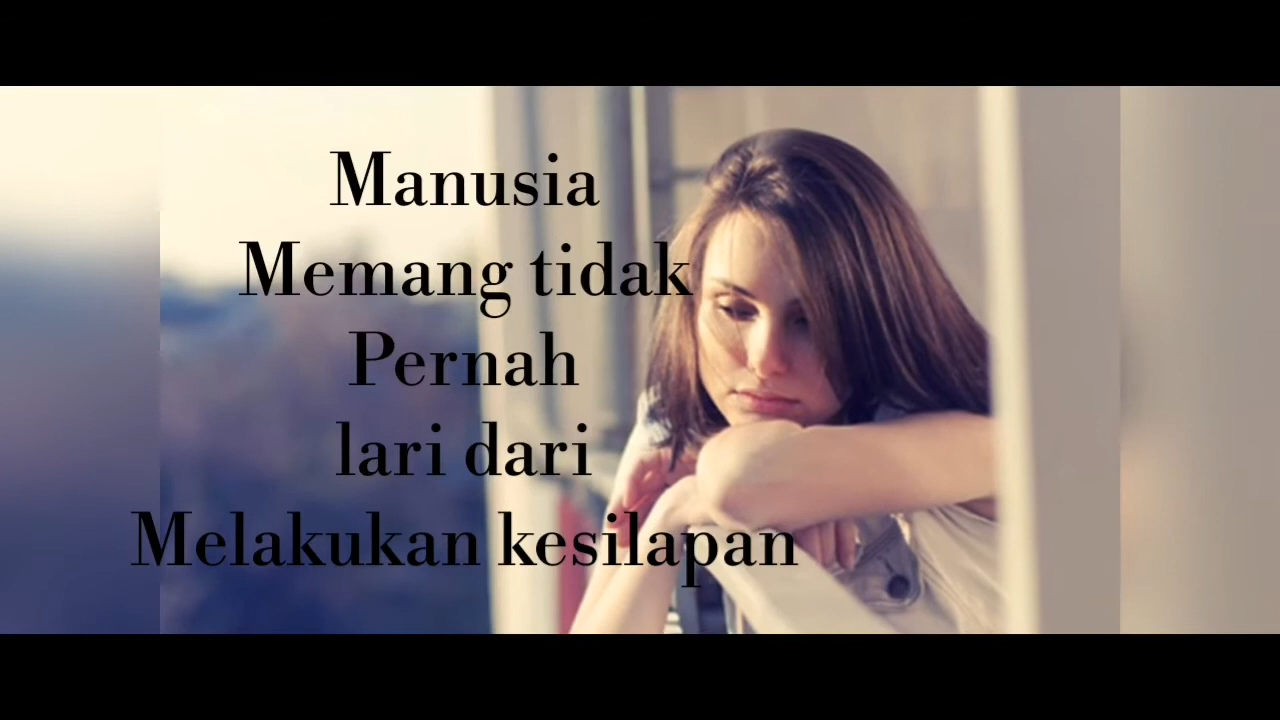 Manusia
Memang tidak
Pernah
lari dari
Melakukan kesilapan